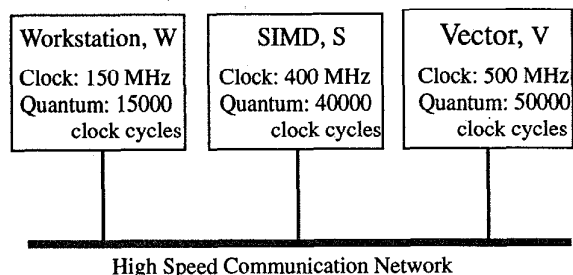 Workstation, W
Clock: 150 MHz
Quantum: 15000
clock cycles
SIMD, S
Clock: 400 MHz
Quantum: 40000
clock cycles
Vector, V
Clock: 500 MHz
Quantum: 50000
clock cycles
High Speed Communication Network